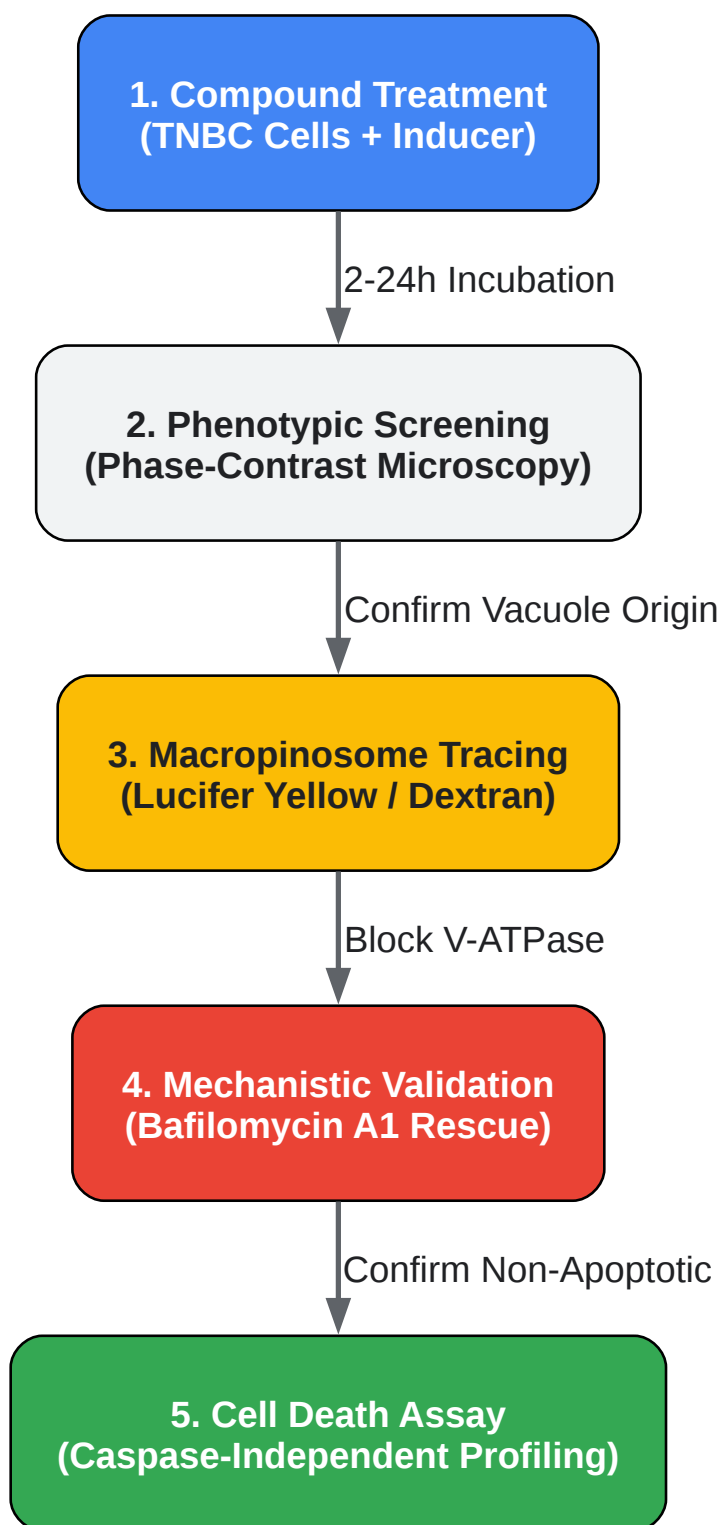 1. Compound Treatment
(TNBC Cells + Inducer)
2-24h Incubation
2. Phenotypic Screening
(Phase-Contrast Microscopy)
Confirm Vacuole Origin
3. Macropinosome Tracing
(Lucifer Yellow / Dextran)
Block V-ATPase
4. Mechanistic Validation
(Bafilomycin A1 Rescue)
Confirm Non-Apoptotic
5. Cell Death Assay
(Caspase-Independent Profiling)